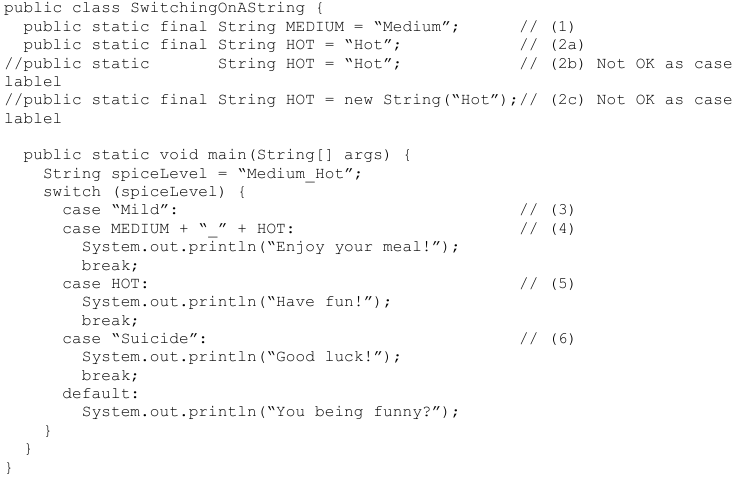 public class SwitchingOnAString {
  public static final String MEDIUM = “Medium”;      // (1)
  public static final String HOT = “Hot”;            // (2a)
//public static       String HOT = “Hot”;            // (2b) Not OK as case
lablel
//public static final String HOT = new String(“Hot”);// (2c) Not OK as case
lablel

  public static void main(String[] args) {
    String spiceLevel = “Medium_Hot”;
    switch (spiceLevel) {
      case “Mild”:                                   // (3)
      case MEDIUM + “_” + HOT:                       // (4)
        System.out.println(“Enjoy your meal!”);
        break;
      case HOT:                                      // (5)
        System.out.println(“Have fun!”);
        break;
      case “Suicide”:                                // (6)
        System.out.println(“Good luck!”);
        break;
      default:
        System.out.println(“You being funny?”);
    }
  }
}